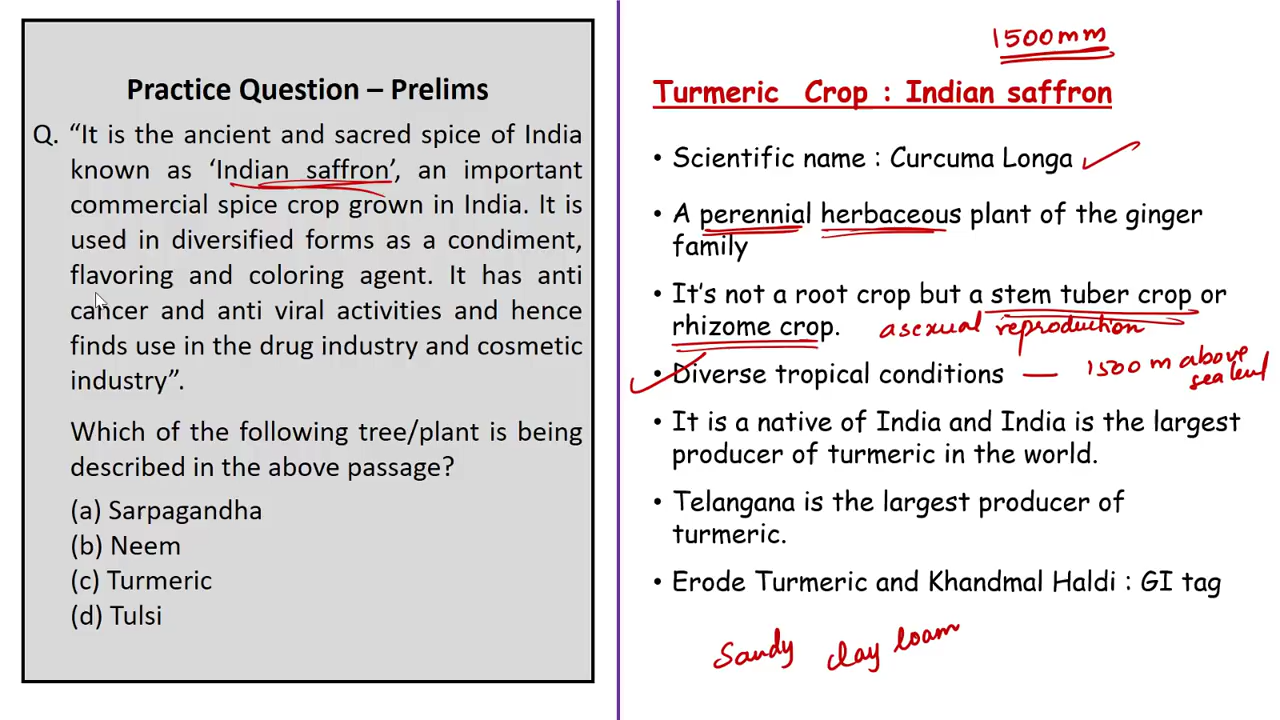 Practice Question – Prelims
Q. “It is the ancient and sacred spice of India
known as ‘Indian saffron’, an important
commercial spice crop grown in India. It is
used in diversified forms as a condiment,
flavoring and coloring agent. It has anti
cancer and anti viral activities and hence
finds use in the drug industry and cosmetic
industry”.
Which of the following tree/plant is being
described in the above passage?
(a) Sarpagandha
(b) Neem
(c) Turmeric
(d) Tulsi
1500mm
Turmeric Crop : Indian saffron
• Scientific name : Curcuma Longa
• A perennial herbaceous plant of the ginger
family
• It’s not a root crop but a stem tuber crop or
rhizome crop. asexual reproduction
• Diverse tropical conditions — 1500 m above
sea level
• It is a native of India and India is the largest
producer of turmeric in the world.
• Telangana is the largest producer of
turmeric.
• Erode Turmeric and Khandmal Haldi : GI tag
Sandy clay loam